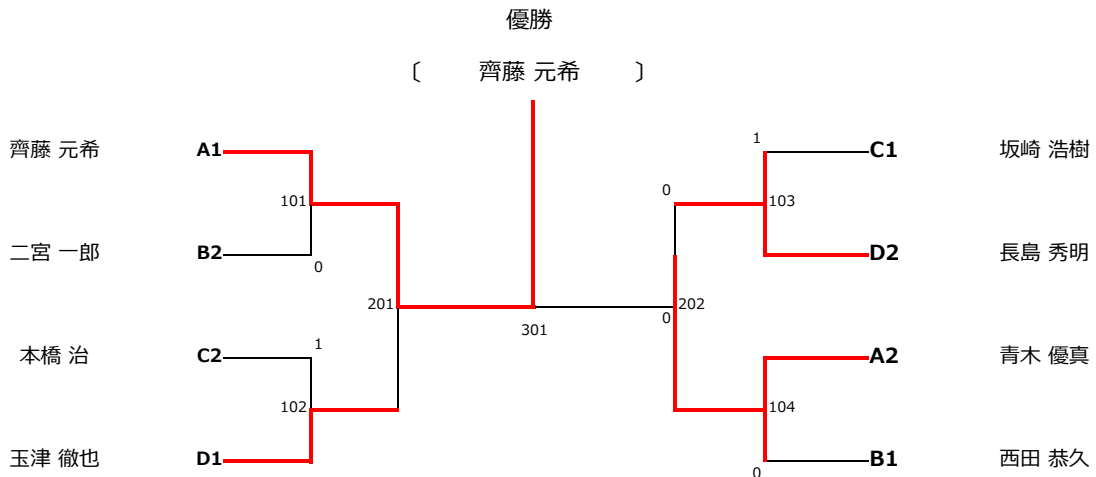 優勝
〔 齊藤 元希 〕
齊藤 元希 A1
1
C1 坂崎 浩樹
0
101
103
二宮 一郎 B2
0
D2 長島 秀明
201
202
0
301
本橋 治 C2
1
A2 青木 優真
102
104
玉津 徹也 D1
0
B1 西田 恭久